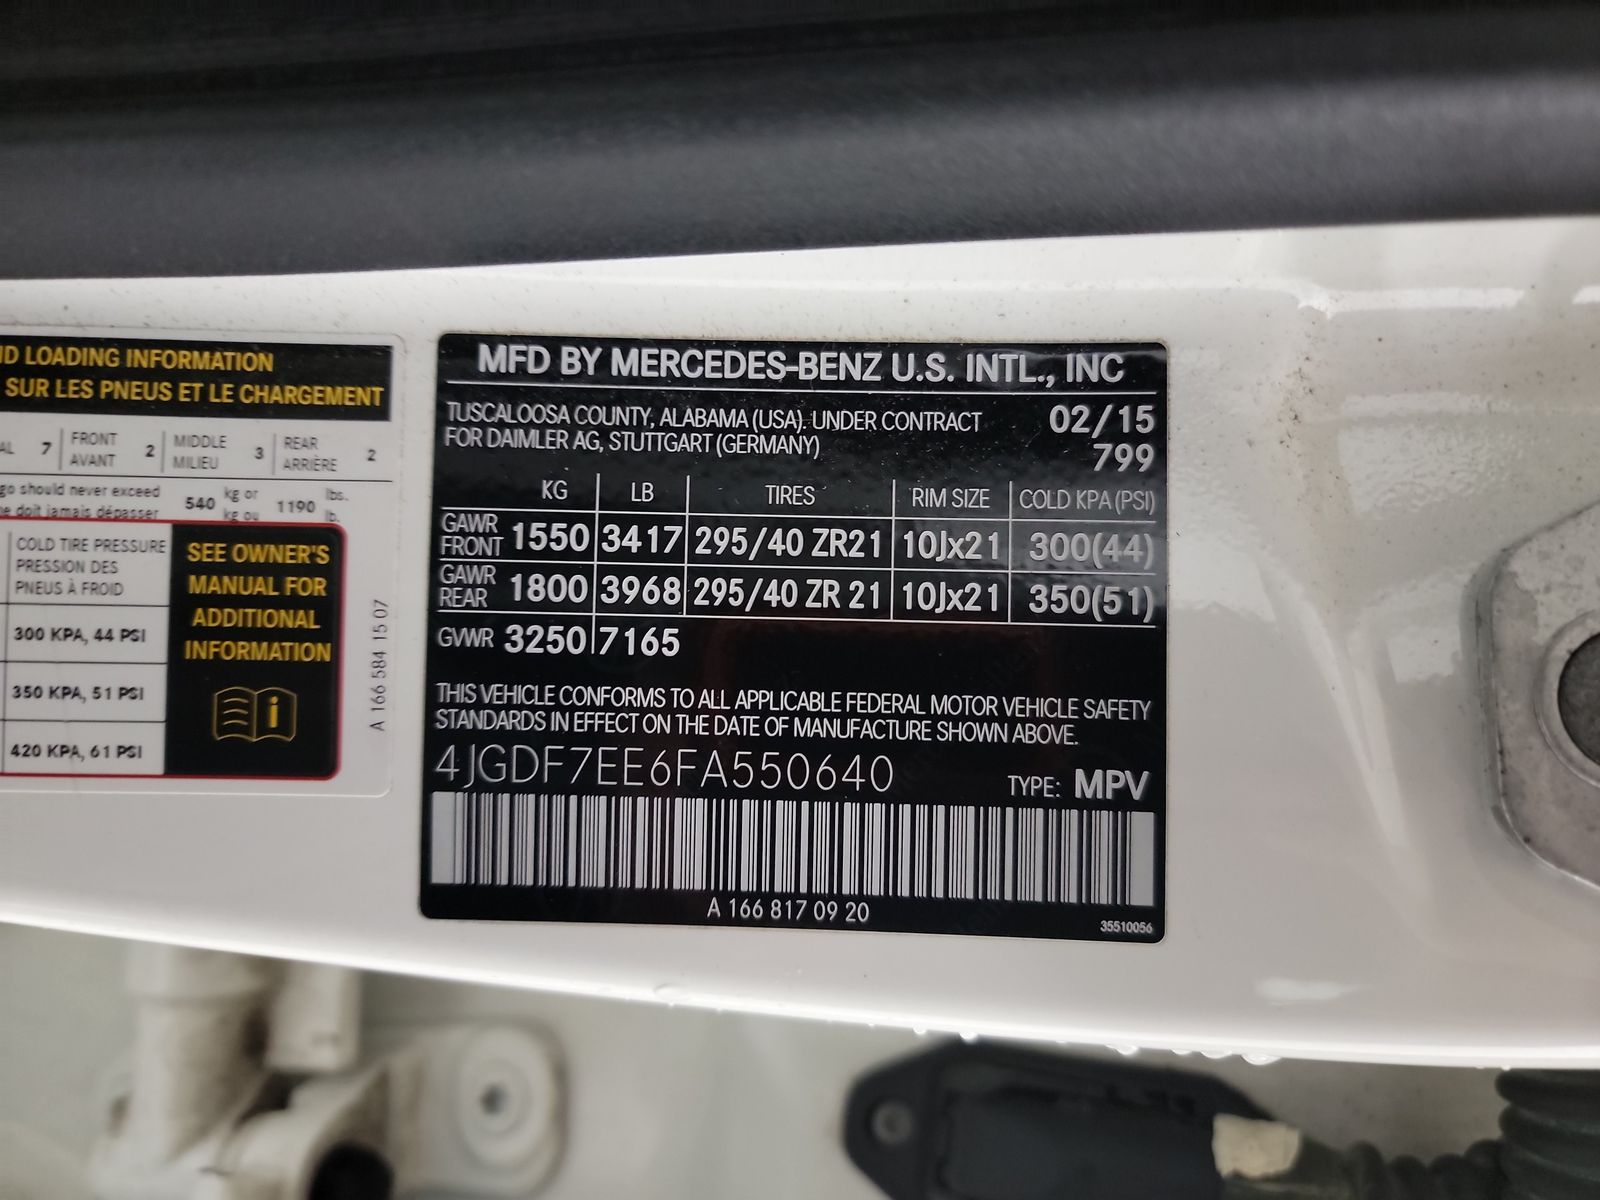 ND LOADING INFORMATION
SUR LES PNEUS ET LE CHARGEMENT
AL 7 FRONT AVANT 2 MIDDLE MILIEU 3 REAR ARRIÈRE 2
go should never exceed 540 kg or 1190 lbs.
ne doit jamais dépasser kg ou lb.
COLD TIRE PRESSURE
PRESSION DES
PNEUS À FROID
300 KPA, 44 PSI
350 KPA, 51 PSI
420 KPA, 61 PSI
SEE OWNER'S
MANUAL FOR
ADDITIONAL
INFORMATION
A 166 584 15 07
MFD BY MERCEDES-BENZ U.S. INTL., INC
TUSCALOOSA COUNTY, ALABAMA (USA). UNDER CONTRACT 02/15
FOR DAIMLER AG, STUTTGART (GERMANY) 799
KG LB TIRES RIM SIZE COLD KPA (PSI)
GAWR FRONT 1550 3417 295/40 ZR21 10Jx21 300(44)
GAWR REAR 1800 3968 295/40 ZR 21 10Jx21 350(51)
GVWR 3250 7165
THIS VEHICLE CONFORMS TO ALL APPLICABLE FEDERAL MOTOR VEHICLE SAFETY
STANDARDS IN EFFECT ON THE DATE OF MANUFACTURE SHOWN ABOVE.
4JGDF7EE6FA550640 TYPE: MPV
A 166 817 09 20
35510056